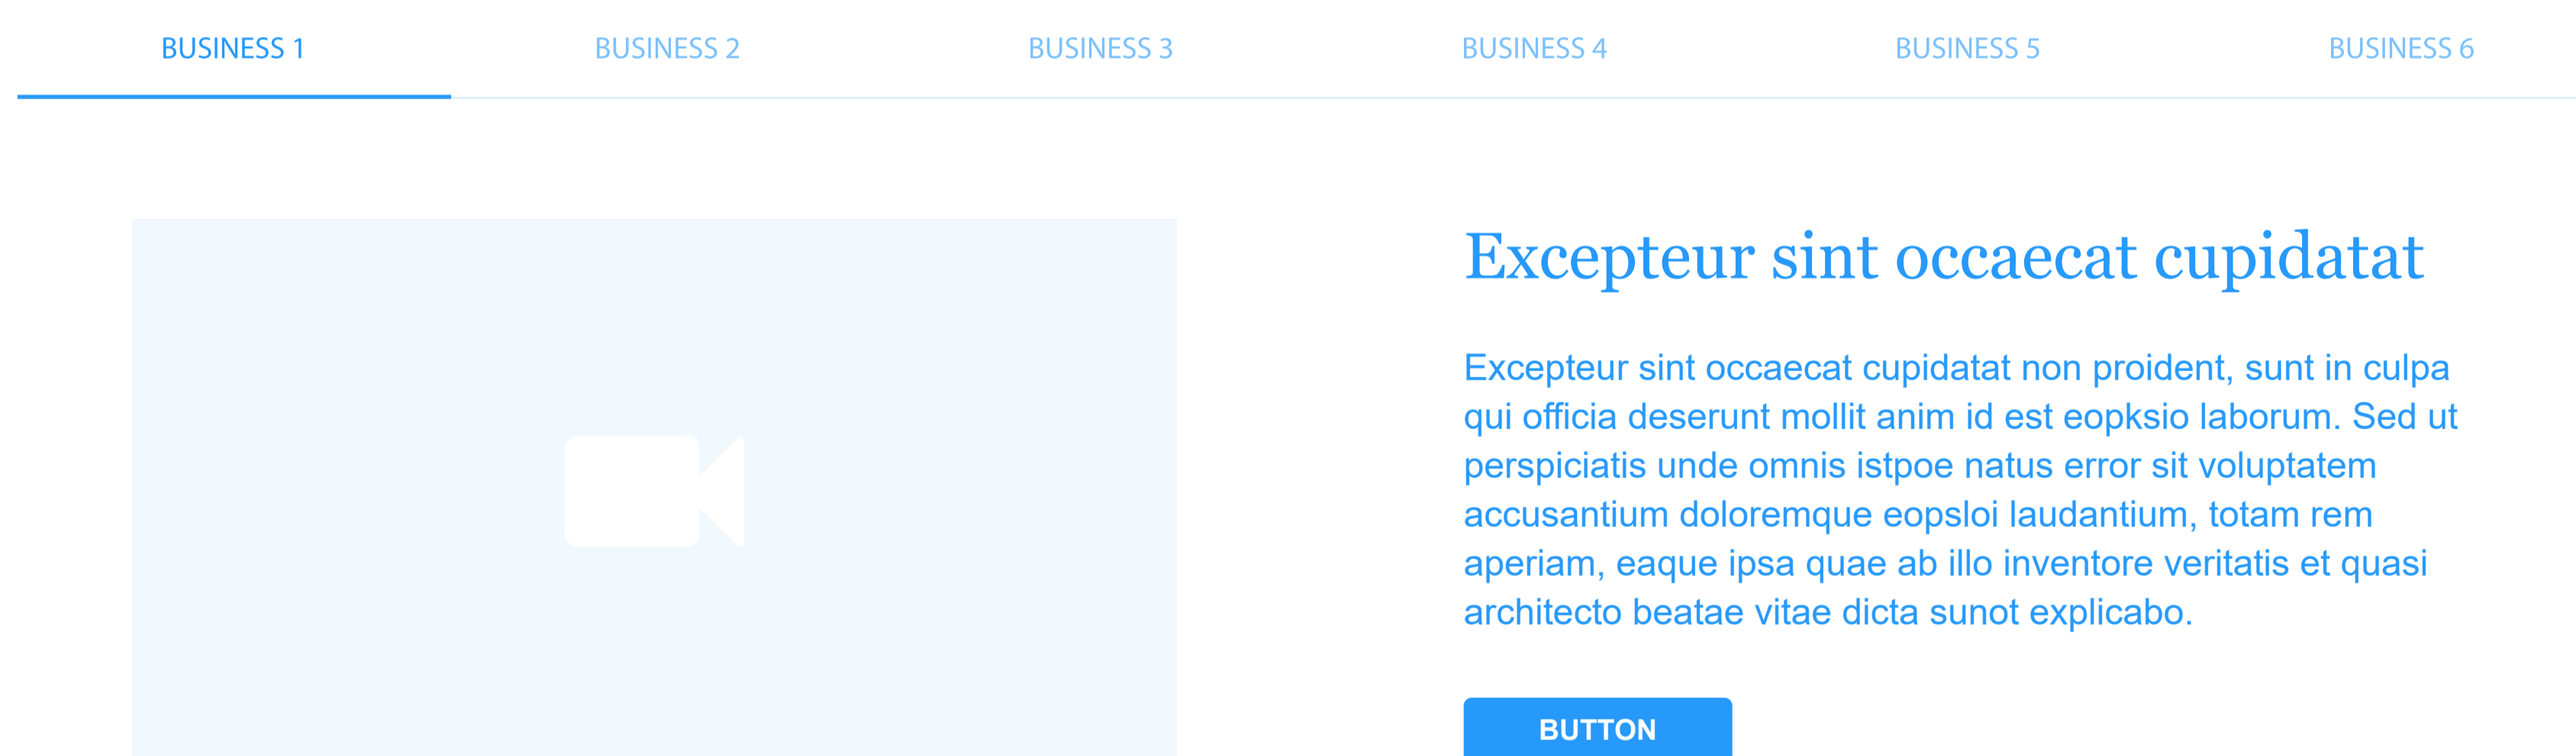 BUSINESS 1 BUSINESS 2 BUSINESS 3 BUSINESS 4 BUSINESS 5 BUSINESS 6
Excepteur sint occaecat cupidatat
Excepteur sint occaecat cupidatat non proident, sunt in culpa
qui officia deserunt mollit anim id est eopksio laborum. Sed ut
perspiciatis unde omnis istpoe natus error sit voluptatem
accusantium doloremque eopsloi laudantium, totam rem
aperiam, eaque ipsa quae ab illo inventore veritatis et quasi
architecto beatae vitae dicta sunot explicabo.
BUTTON